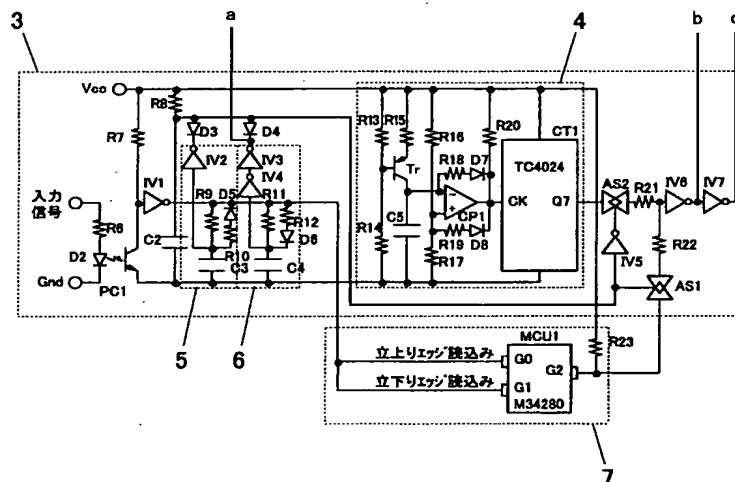 3
a
4
b
c
Vcc
R8
R7
D3
D4
IV2
IV3
IV4
R13
R15
R16
R20
CT1
Tr
R18
D7
TC4024
入力
信号
IV1
R9
D5
R11
R12
CK
Q7
AS2
R21
IV6
IV7
R6
R14
C5
CP1
R19
D8
R22
D2
C2
R10
D6
R17
IV5
C3
C4
Gnd
PC1
AS1
5
6
MCU1
R23
立上りエッジ読込み
G0
G2
立下りエッジ読込み
G1
M34280
7